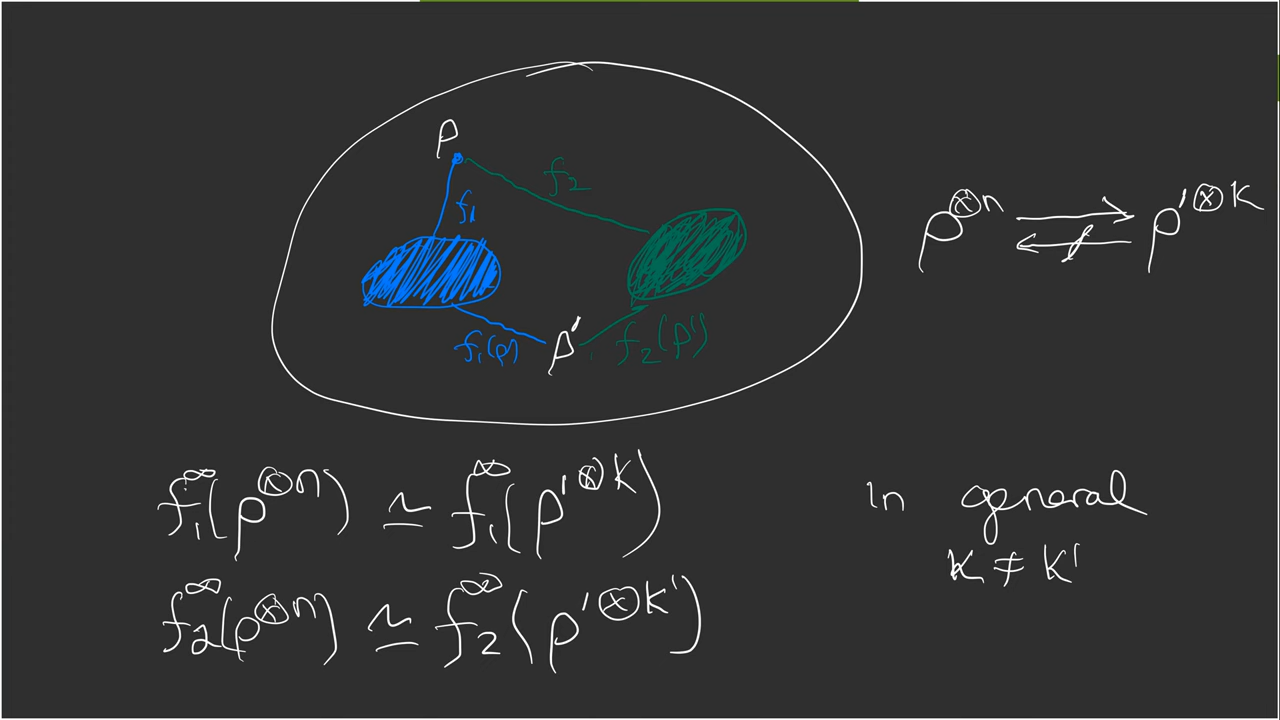 ρ
f₂
f₁
f₁(ρ)
ρ'
f₂(ρ')
ρ^⊗n ⇌̸ ρ'^⊗k
f₁^∞(ρ^⊗n) ≃ f₁^∞(ρ'^⊗k)
in general
k ≠ k'
f₂^∞(ρ^⊗n) ≃ f₂^∞(ρ'^⊗k')